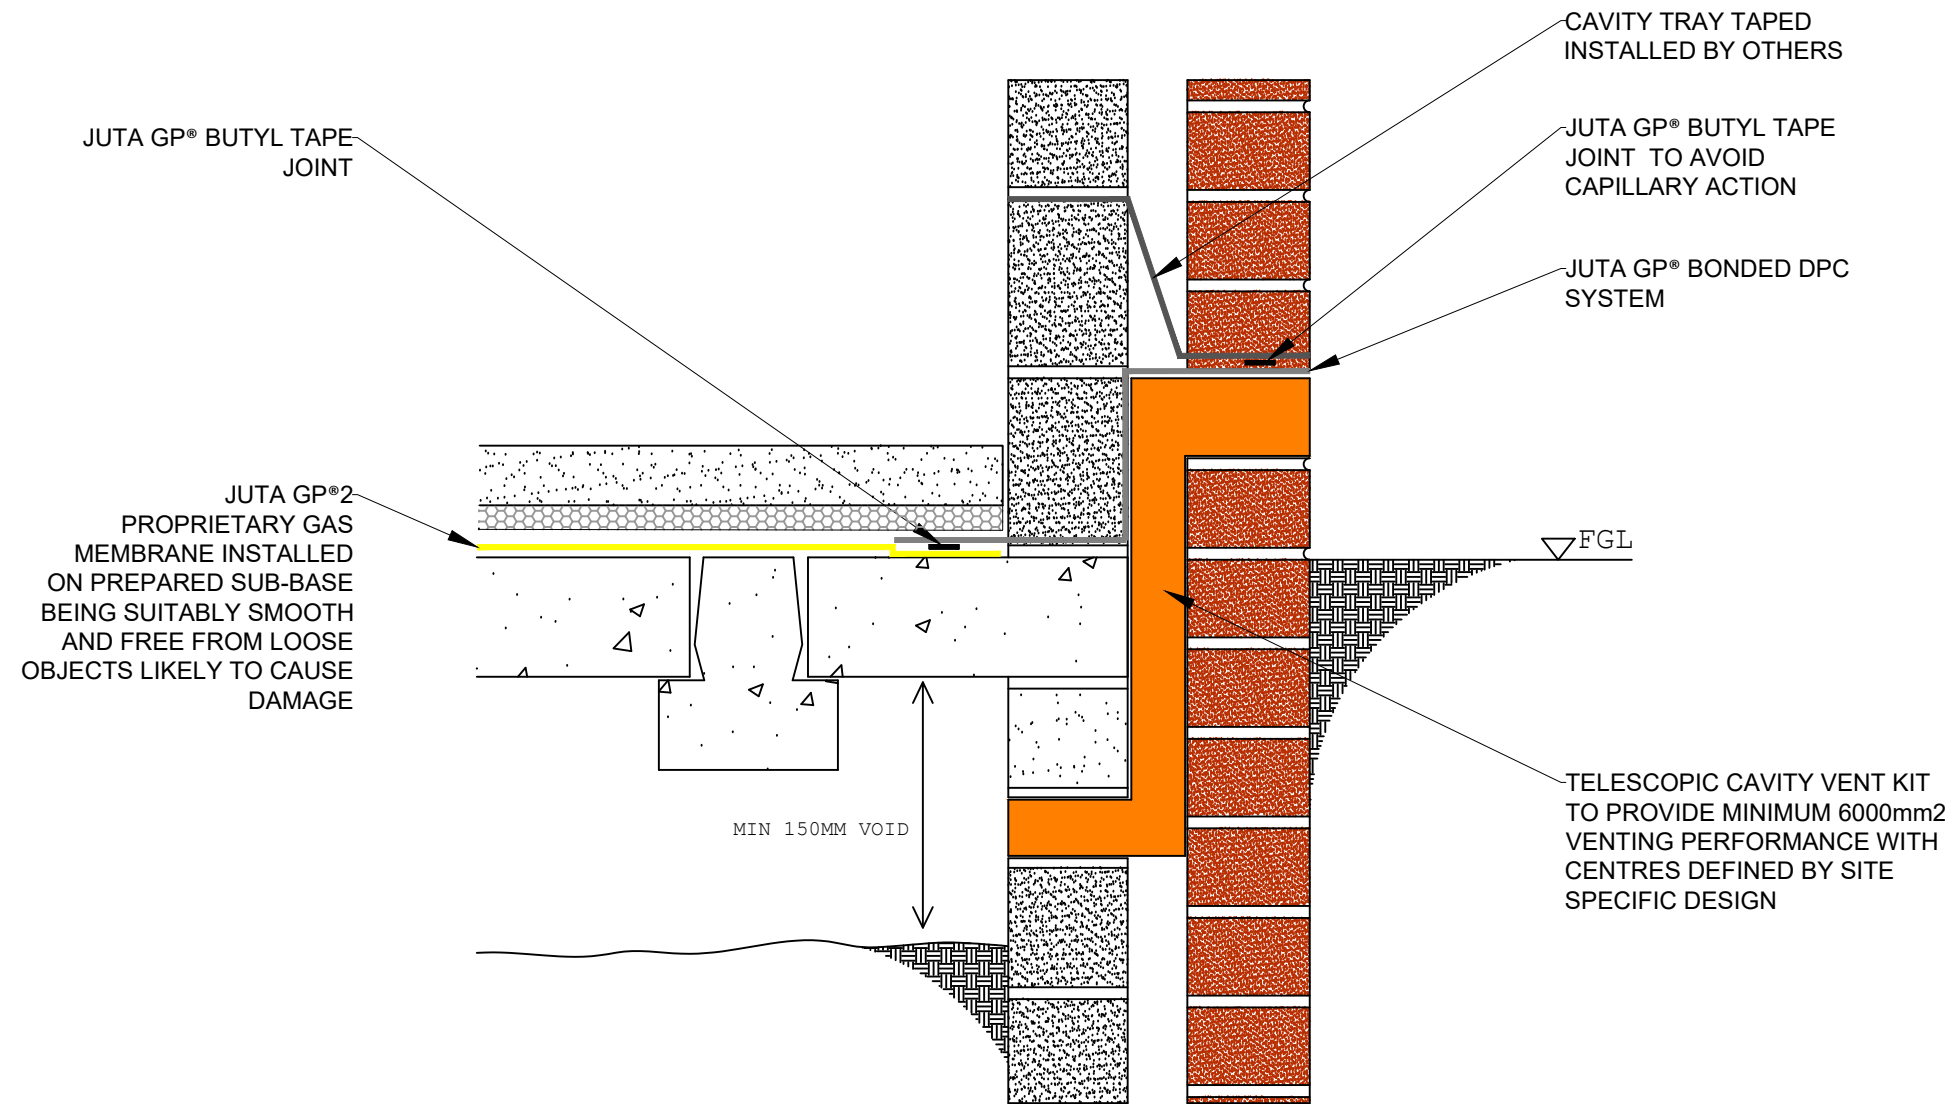 CAVITY TRAY TAPED
INSTALLED BY OTHERS
JUTA GP® BUTYL TAPE
JOINT
JUTA GP® BUTYL TAPE
JOINT TO AVOID
CAPILLARY ACTION
JUTA GP® BONDED DPC
SYSTEM
JUTA GP®2
PROPRIETARY GAS
MEMBRANE INSTALLED
ON PREPARED SUB-BASE
BEING SUITABLY SMOOTH
AND FREE FROM LOOSE
OBJECTS LIKELY TO CAUSE
DAMAGE
FGL
MIN 150MM VOID
TELESCOPIC CAVITY VENT KIT
TO PROVIDE MINIMUM 6000mm2
VENTING PERFORMANCE WITH
CENTRES DEFINED BY SITE
SPECIFIC DESIGN